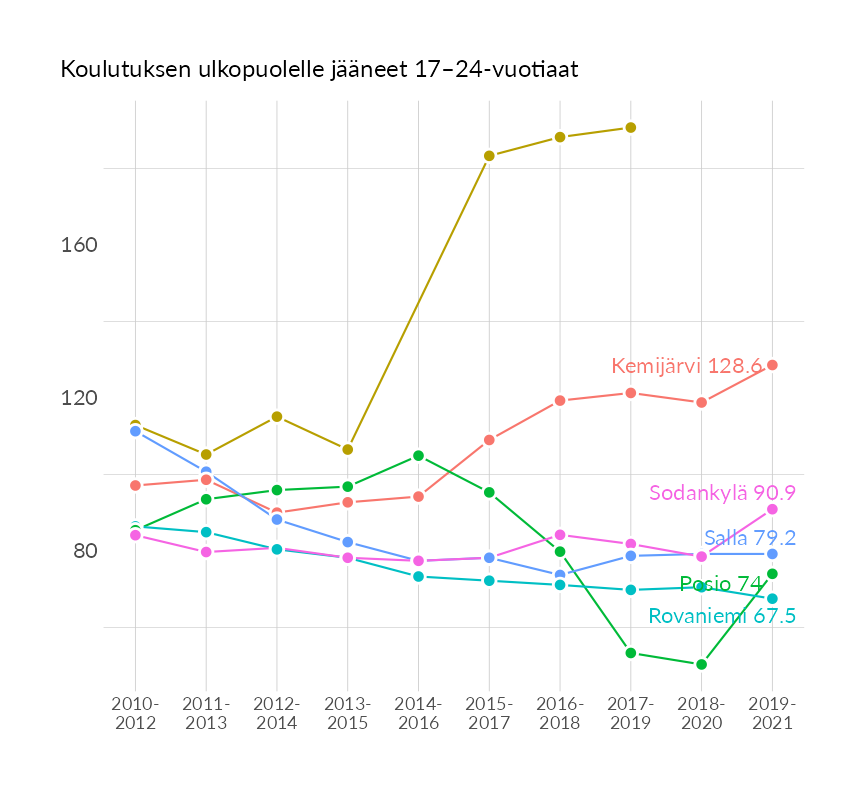 Koulutuksen ulkopuolelle jääneet 17–24-vuotiaat
160
Kemijärvi 128.6
120
Sodankylä 90.9
Salla 79.2
80
Posio 74
Rovaniemi 67.5
2010- 2011- 2012- 2013- 2014- 2015- 2016- 2017- 2018- 2019-
2012 2013 2014 2015 2016 2017 2018 2019 2020 2021